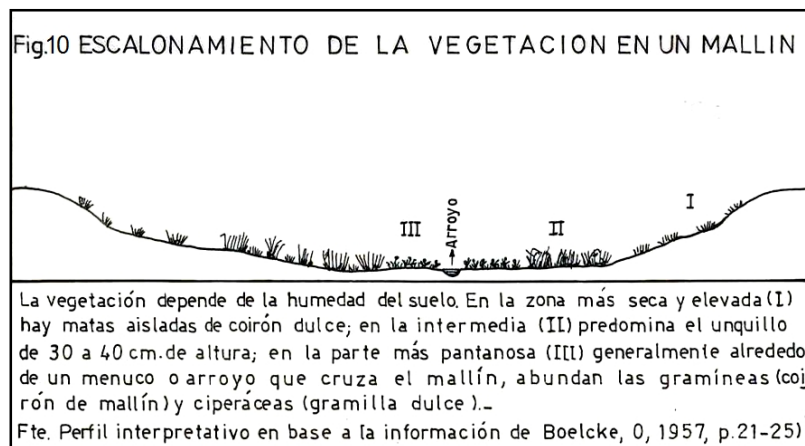 Fig.10 ESCALONAMIENTO DE LA VEGETACION EN UN MALLIN
III
Arroyo
II
I
La vegetación depende de la humedad del suelo. En la zona más seca y elevada (I)
hay matas aisladas de coirón dulce; en la intermedia (II) predomina el unquillo
de 30 a 40 cm. de altura; en la parte más pantanosa (III) generalmente alrededo
de un menuco o arroyo que cruza el mallín, abundan las gramíneas (coi
rón de mallín) y ciperáceas (gramilla dulce).-
Fte. Perfil interpretativo en base a la información de Boelcke, O, 1957, p.21-25)